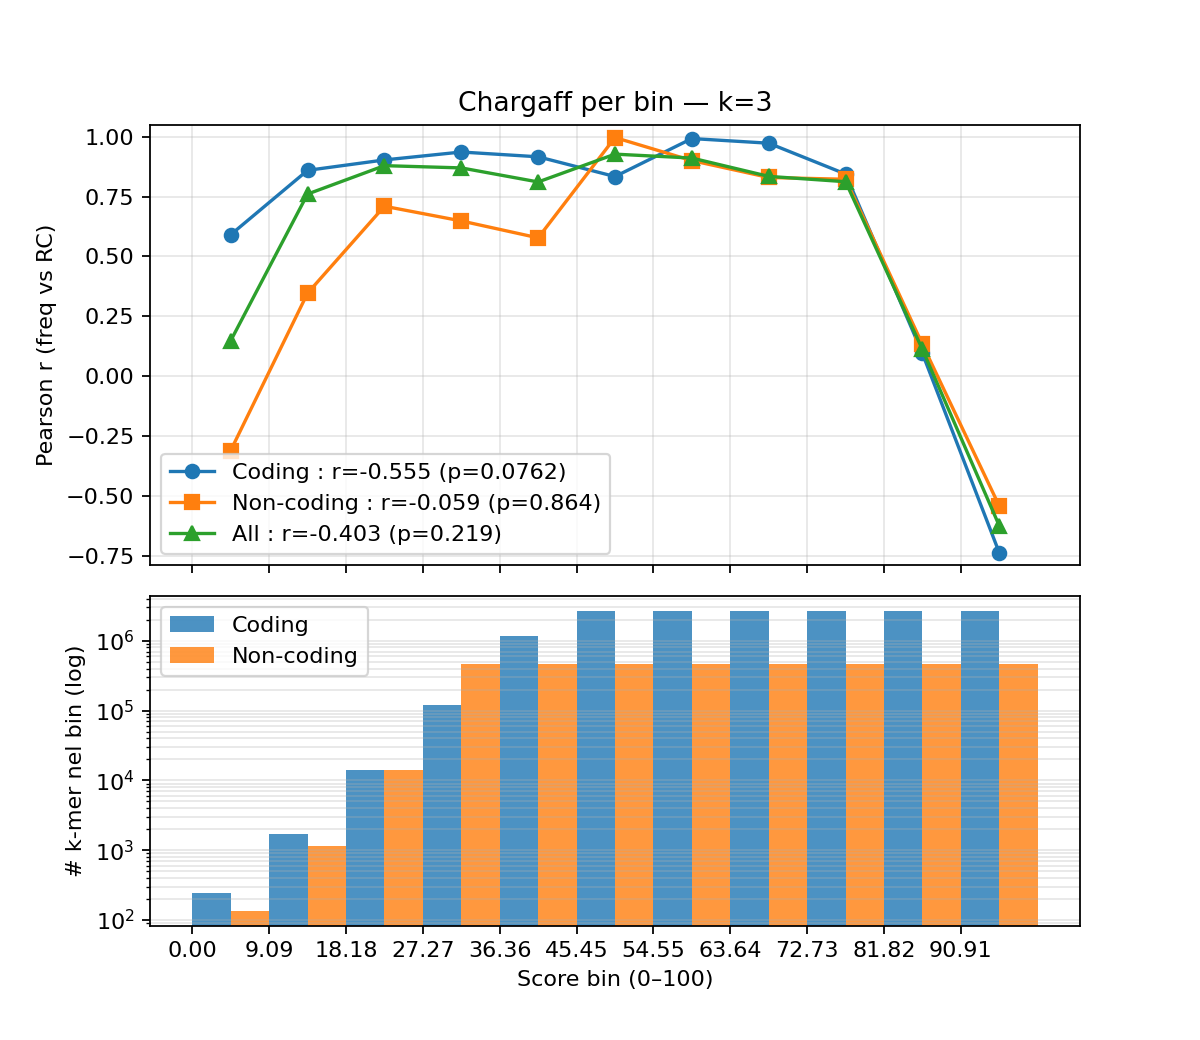 Chargaff per bin — k=3
Pearson r (freq vs RC)
1.00
0.75
0.50
0.25
0.00
−0.25
−0.50
−0.75
Coding : r=-0.555 (p=0.0762)
Non-coding : r=-0.059 (p=0.864)
All : r=-0.403 (p=0.219)
# k-mer nel bin (log)
10⁶
10⁵
10⁴
10³
10²
Coding
Non-coding
0.00 9.09 18.18 27.27 36.36 45.45 54.55 63.64 72.73 81.82 90.91
Score bin (0–100)